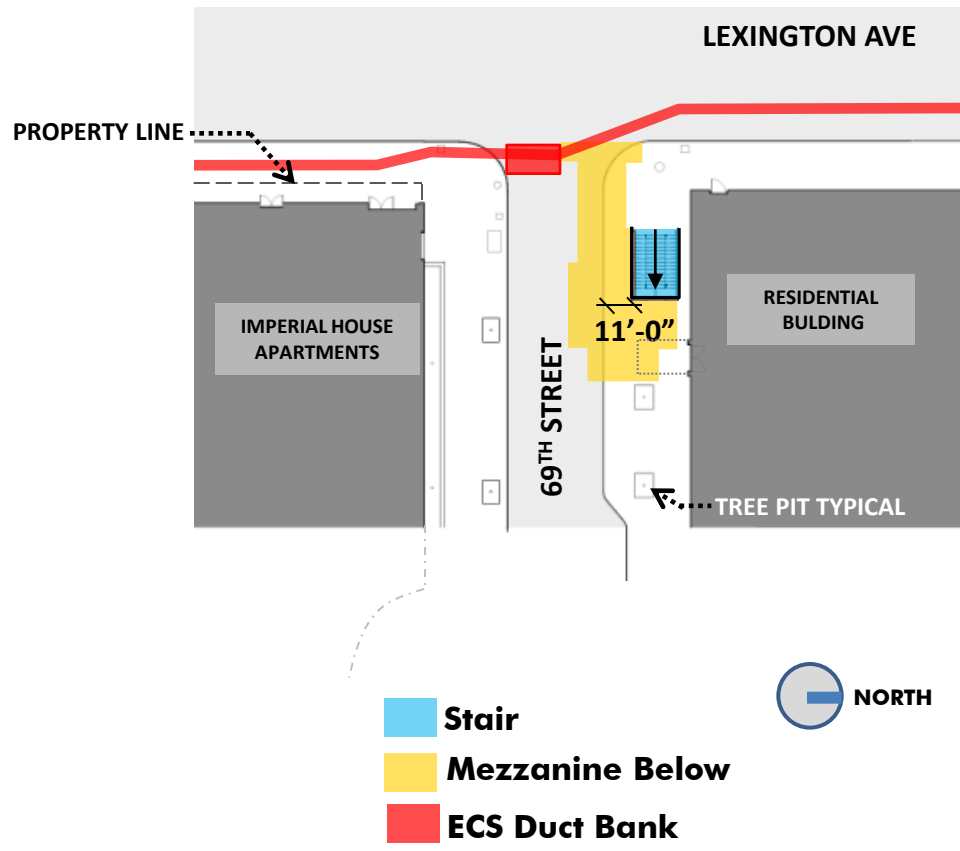 LEXINGTON AVE
PROPERTY LINE
IMPERIAL HOUSE
APARTMENTS
RESIDENTIAL
BULDING
11’-0”
69TH STREET
TREE PIT TYPICAL
NORTH
Stair
Mezzanine Below
ECS Duct Bank